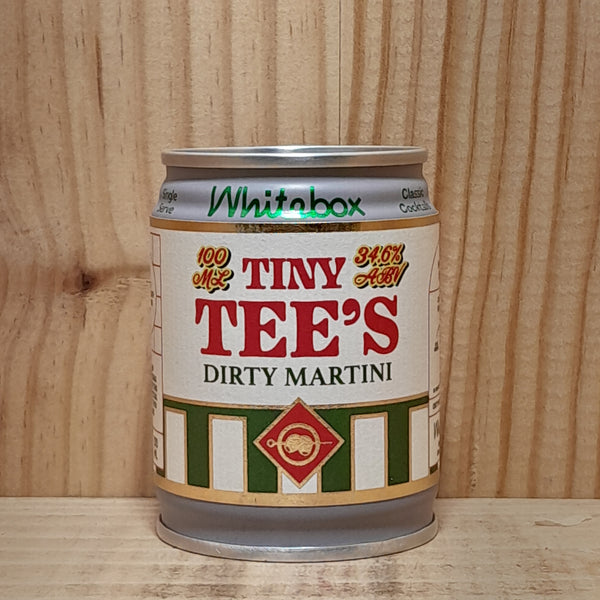 Single Serve
Whitebox
Classic Cocktails
100 ML
34.6% ABV
TINY
TEE'S
DIRTY MARTINI